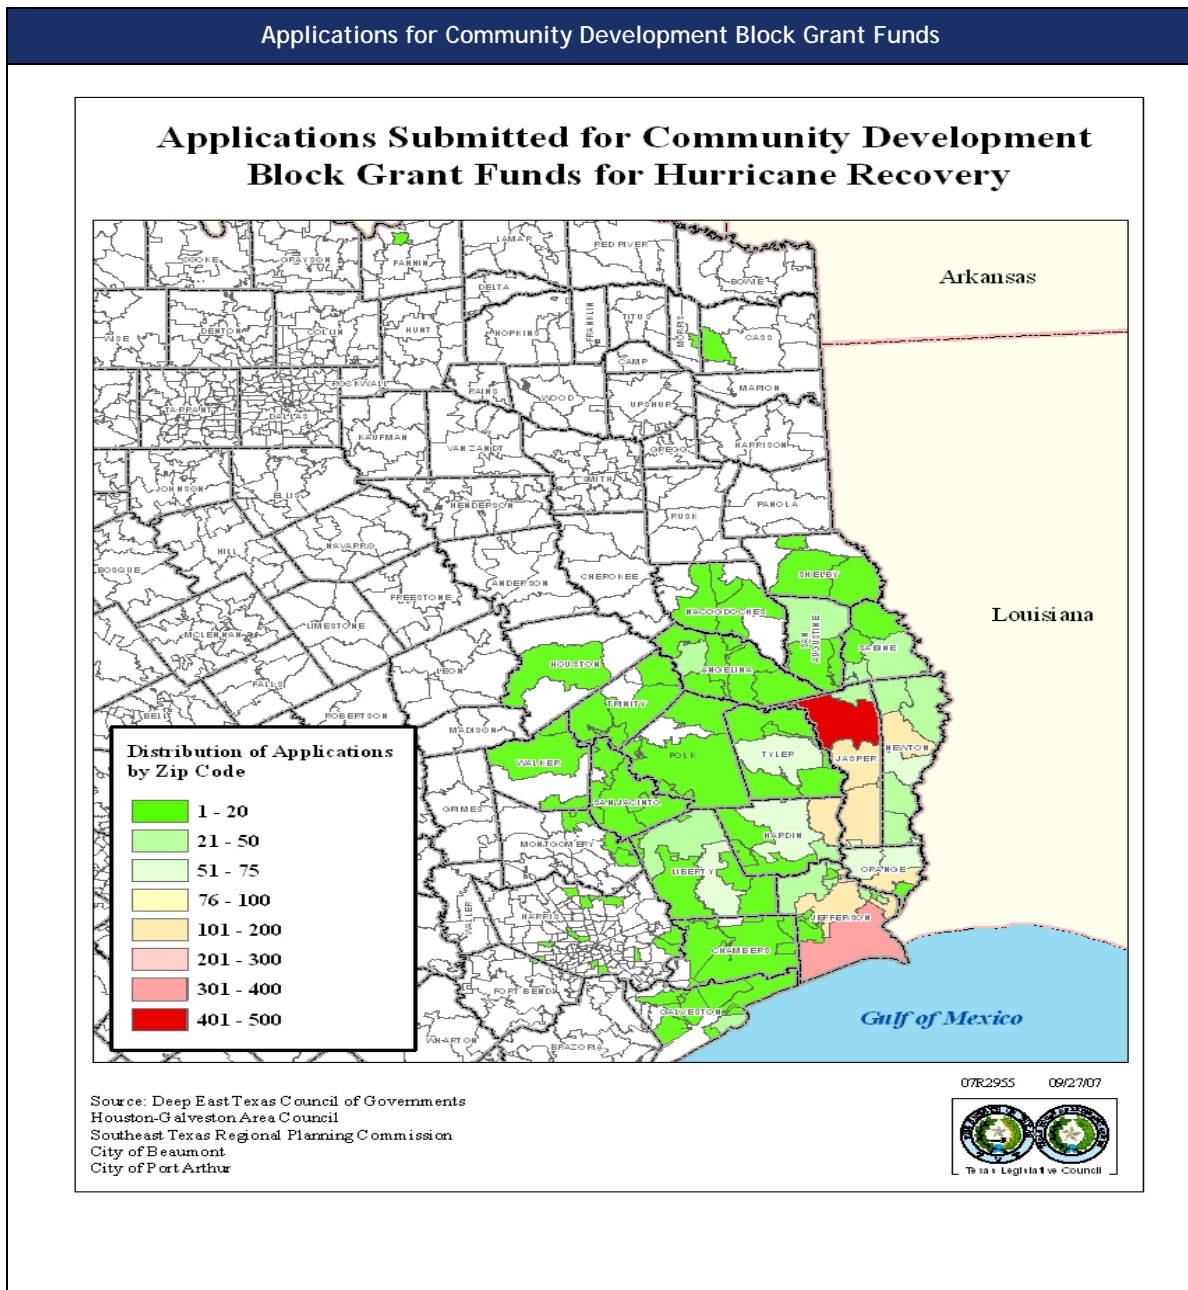 Applications for Community Development Block Grant Funds
Applications Submitted for Community Development
Block Grant Funds for Hurricane Recovery
COOKE
GRAYSON
FANNIN
LAMAR
RED RIVER
BOWIE
Arkansas
DELTA
WISE
DENTON
COLLIN
HUNT
HOPKINS
FRANKLIN
TITUS
MORRIS
CASS
CAMP
ROCKWALL
RAINS
WOOD
UPSHUR
MARION
TARRANT
DALLAS
KAUFMAN
VAN ZANDT
GREGG
HARRISON
JOHNSON
ELLIS
SMITH
HENDERSON
RUSK
PANOLA
HILL
NAVARRO
BOSQUE
ANDERSON
CHEROKEE
SHELBY
FREESTONE
NACOGDOCHES
Louisiana
MCLENNAN
LIMESTONE
SAN
AUGUSTINE
SABINE
LEON
HOUSTON
ANGELINA
FALLS
TRINITY
BELL
ROBERTSON
MADISON
WALKER
POLK
TYLER
JASPER
NEWTON
GRIMES
SAN JACINTO
MONTGOMERY
HARDIN
LIBERTY
ORANGE
WALLER
HARRIS
JEFFERSON
CHAMBERS
FORT BEND
GALVESTON
WHARTON
BRAZORIA
Gulf of Mexico
Distribution of Applications
by Zip Code
1 - 20
21 - 50
51 - 75
76 - 100
101 - 200
201 - 300
301 - 400
401 - 500
Source: Deep East Texas Council of Governments
Houston-Galveston Area Council
Southeast Texas Regional Planning Commission
City of Beaumont
City of Port Arthur
07R2955 09/27/07
Texas Legislative Council